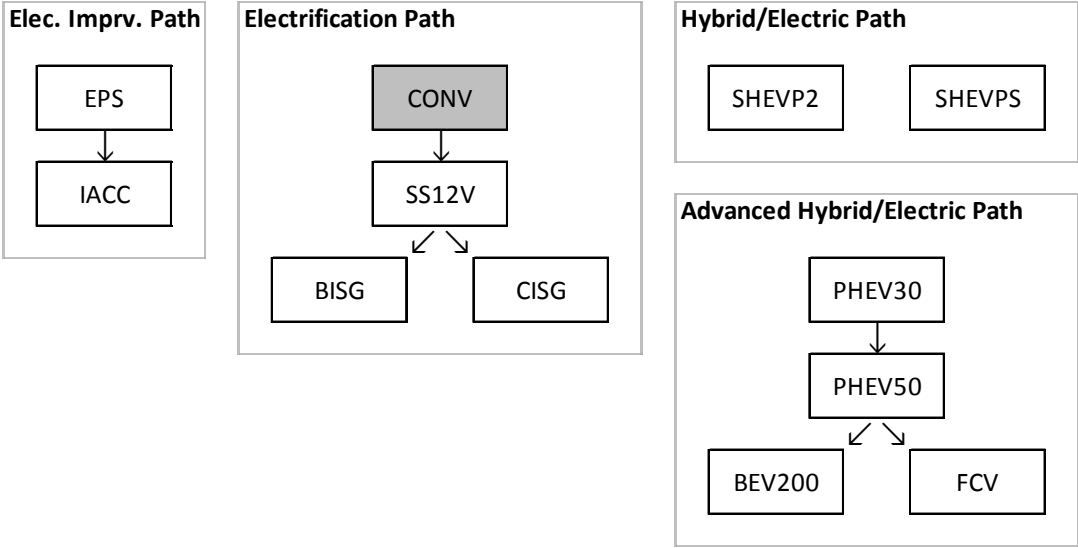 Elec. Imprv. Path
EPS
IACC
Electrification Path
CONV
SS12V
BISG
CISG
Hybrid/Electric Path
SHEVP2
SHEVPS
Advanced Hybrid/Electric Path
PHEV30
PHEV50
BEV200
FCV